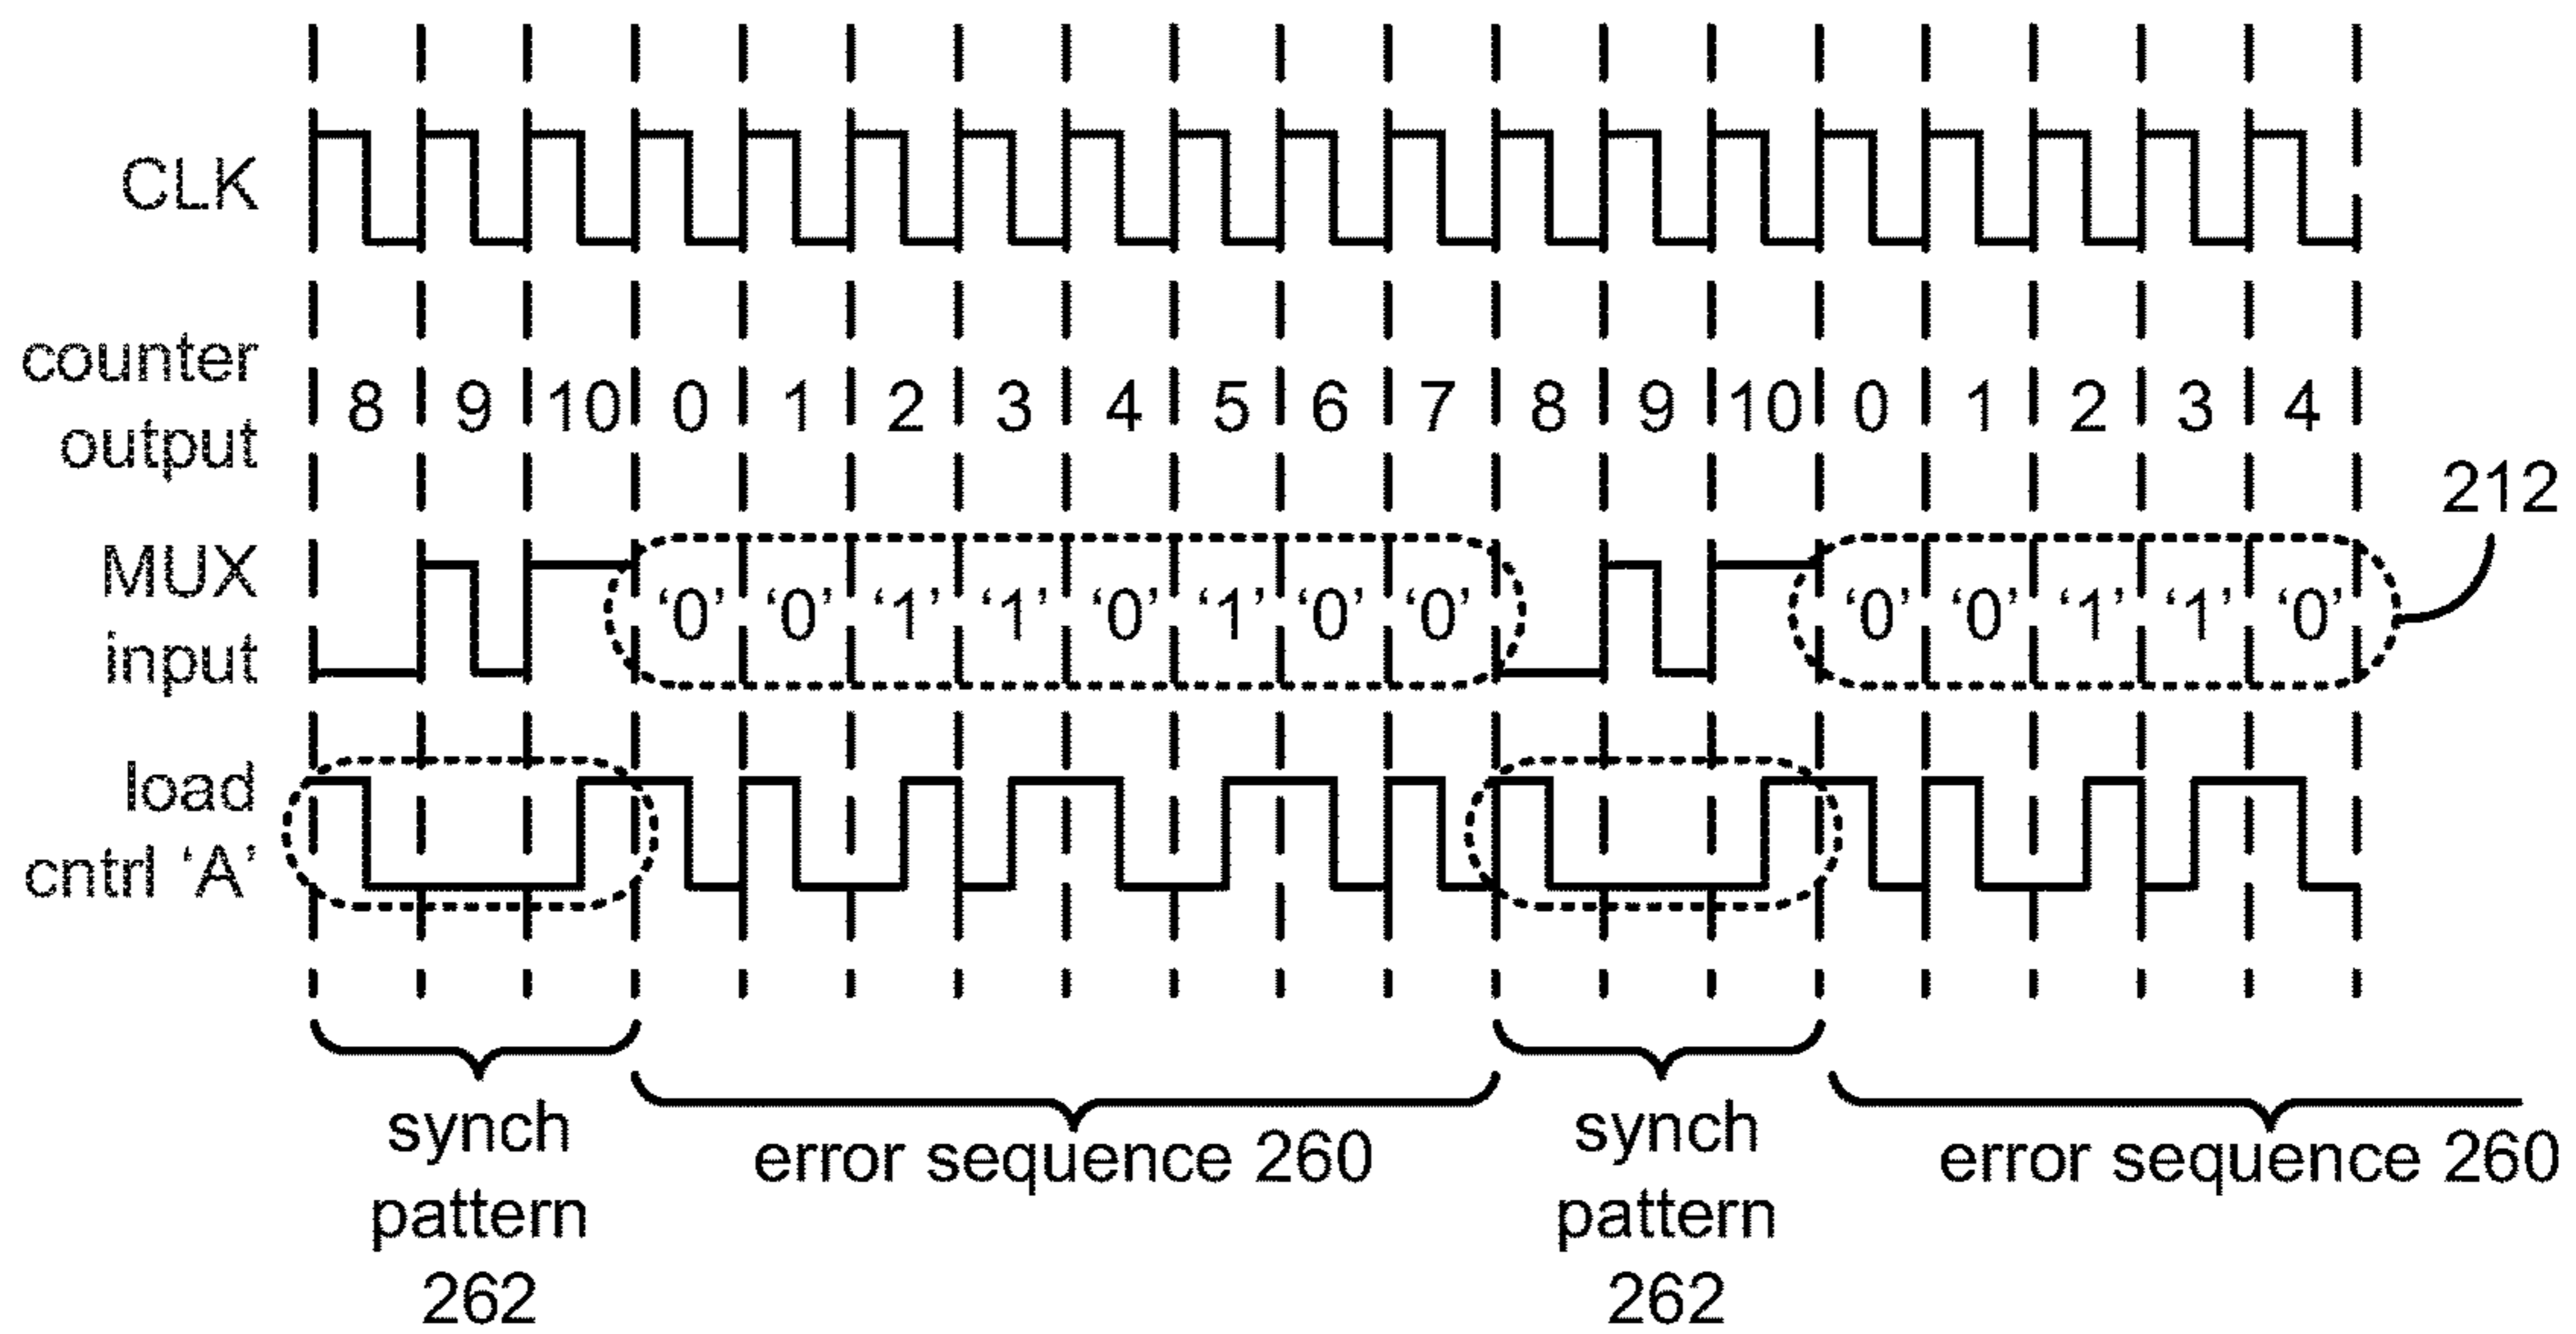 CLK
counter
output
8 9 10 0 1 2 3 4 5 6 7 8 9 10 0 1 2 3 4
212
MUX
input
‘0’ ‘0’ ‘1’ ‘1’ ‘0’ ‘1’ ‘0’ ‘0’ ‘0’ ‘0’ ‘1’ ‘1’ ‘0’
load
cntrl ‘A’
synch
pattern
262
error sequence 260
synch
pattern
262
error sequence 260